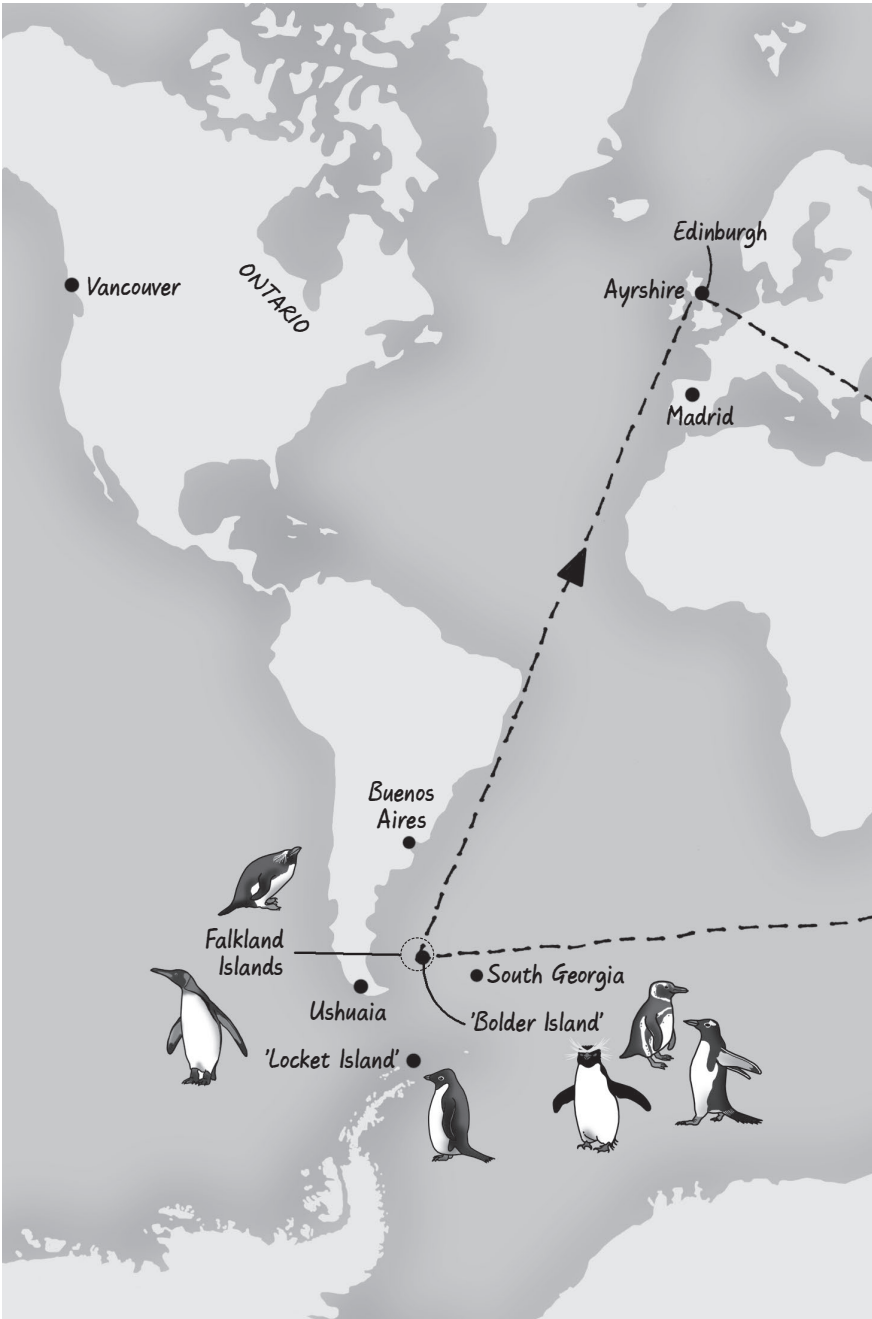 Edinburgh
Vancouver
ONTARIO
Ayrshire
Madrid
Buenos
Aires
Falkland
Islands
South Georgia
Ushuaia
'Bolder Island'
'Locket Island'